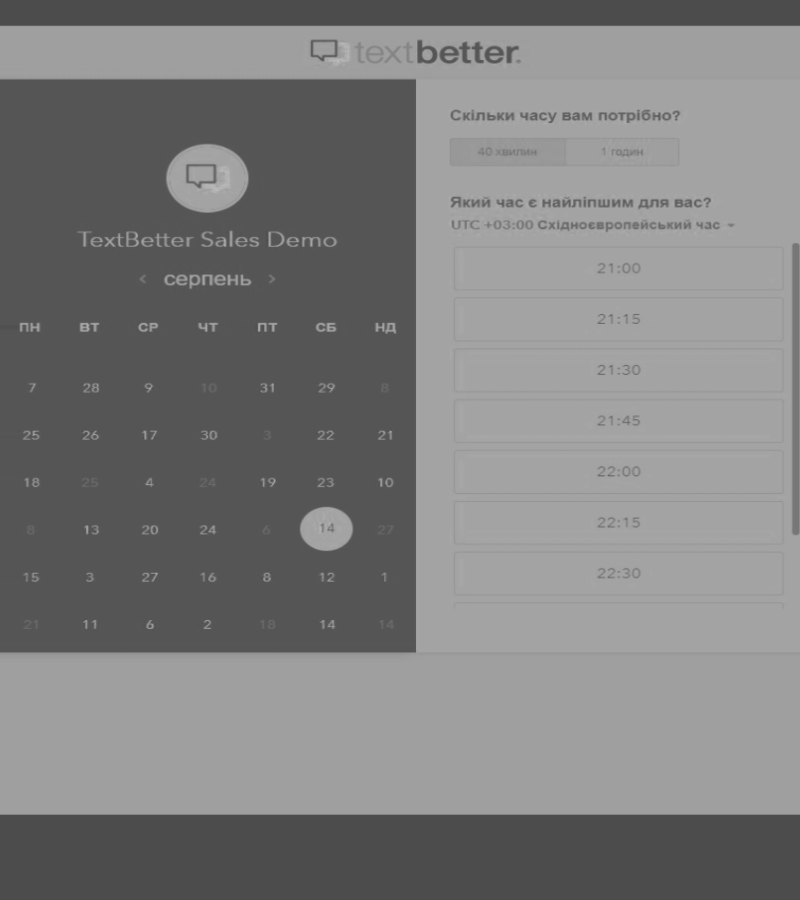 textbetter.
TextBetter Sales Demo
серпень
ПН ВТ СР ЧТ ПТ СБ НД
7 28 9 10 31 29 8
25 26 17 30 3 22 21
18 25 4 24 19 23 10
8 13 20 24 6 14 27
15 3 27 16 8 12 1
21 11 6 2 18 14 14
Скільки часу вам потрібно?
40 хвилин 1 годин
Який час є найліпшим для вас?
UTC +03:00 Східноєвропейський час
21:00
21:15
21:30
21:45
22:00
22:15
22:30